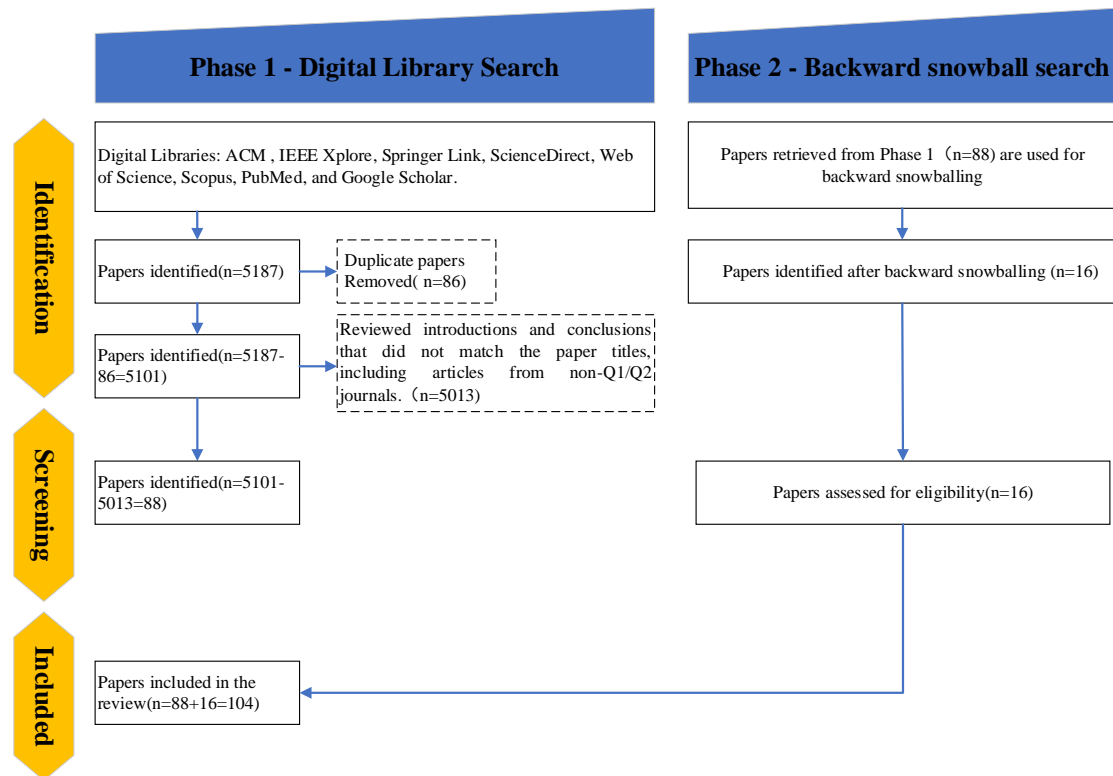 Phase 1 - Digital Library Search
Phase 2 - Backward snowball search
Identification
Digital Libraries: ACM , IEEE Xplore, Springer Link, ScienceDirect, Web
of Science, Scopus, PubMed, and Google Scholar.
Papers retrieved from Phase 1（n=88) are used for
backward snowballing
Papers identified(n=5187)
Duplicate papers
Removed( n=86)
Papers identified after backward snowballing (n=16)
Papers identified(n=5187-
86=5101)
Reviewed introductions and conclusions
that did not match the paper titles,
including articles from non-Q1/Q2
journals.（n=5013)
Screening
Papers identified(n=5101-
5013=88)
Papers assessed for eligibility(n=16)
Included
Papers included in the
review(n=88+16=104)